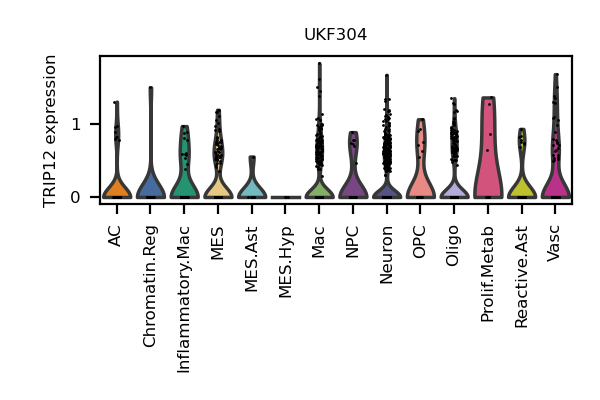 UKF304
TRIP12 expression
1
0
AC
Chromatin.Reg
Inflammatory.Mac
MES
MES.Ast
MES.Hyp
Mac
NPC
Neuron
OPC
Oligo
Prolif.Metab
Reactive.Ast
Vasc